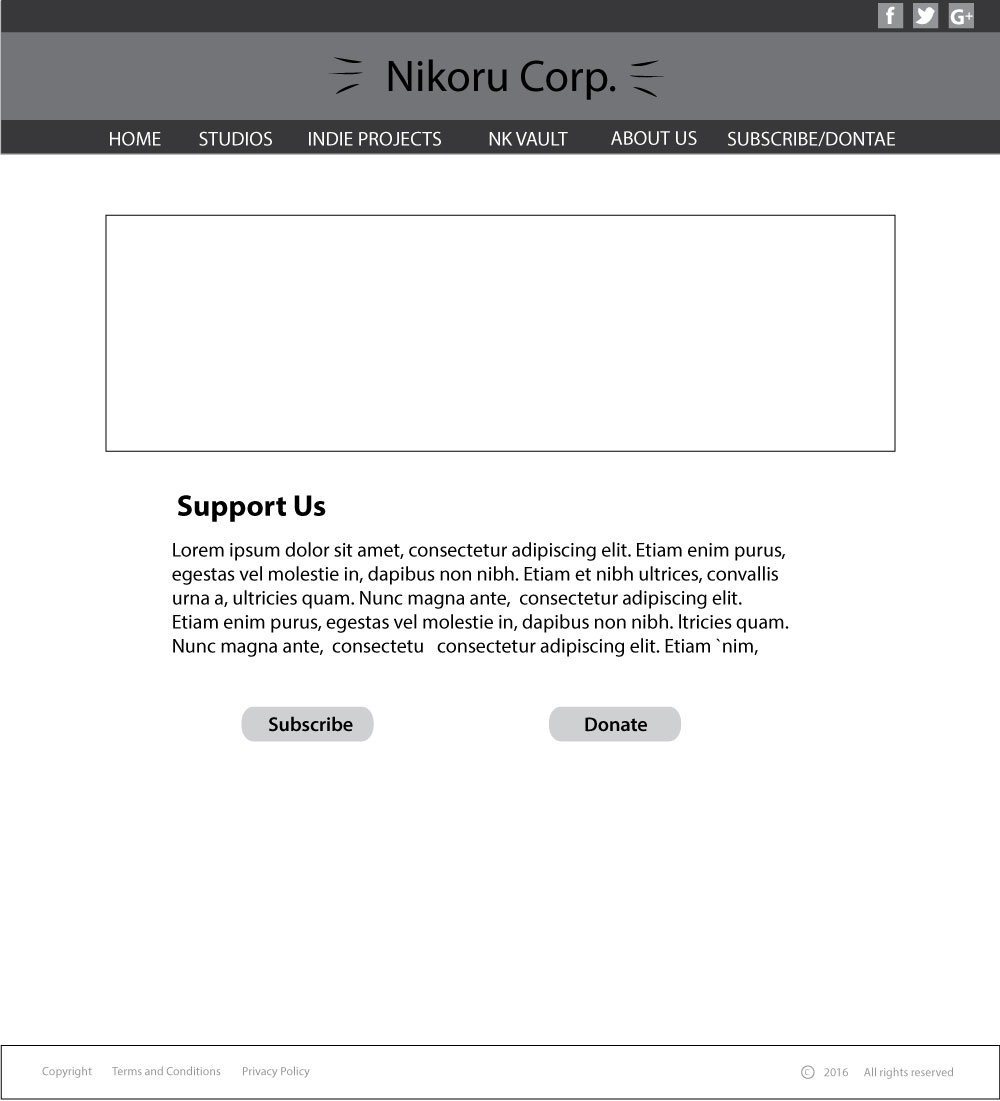 f G+
Nikoru Corp.
HOME STUDIOS INDIE PROJECTS NK VAULT ABOUT US SUBSCRIBE/DONTAE
Support Us
Lorem ipsum dolor sit amet, consectetur adipiscing elit. Etiam enim purus,
egestas vel molestie in, dapibus non nibh. Etiam et nibh ultrices, convallis
urna a, ultricies quam. Nunc magna ante,  consectetur adipiscing elit.
Etiam enim purus, egestas vel molestie in, dapibus non nibh. ltricies quam.
Nunc magna ante,  consectetu   consectetur adipiscing elit. Etiam `nim,
Subscribe Donate
Copyright Terms and Conditions Privacy Policy © 2016 All rights reserved